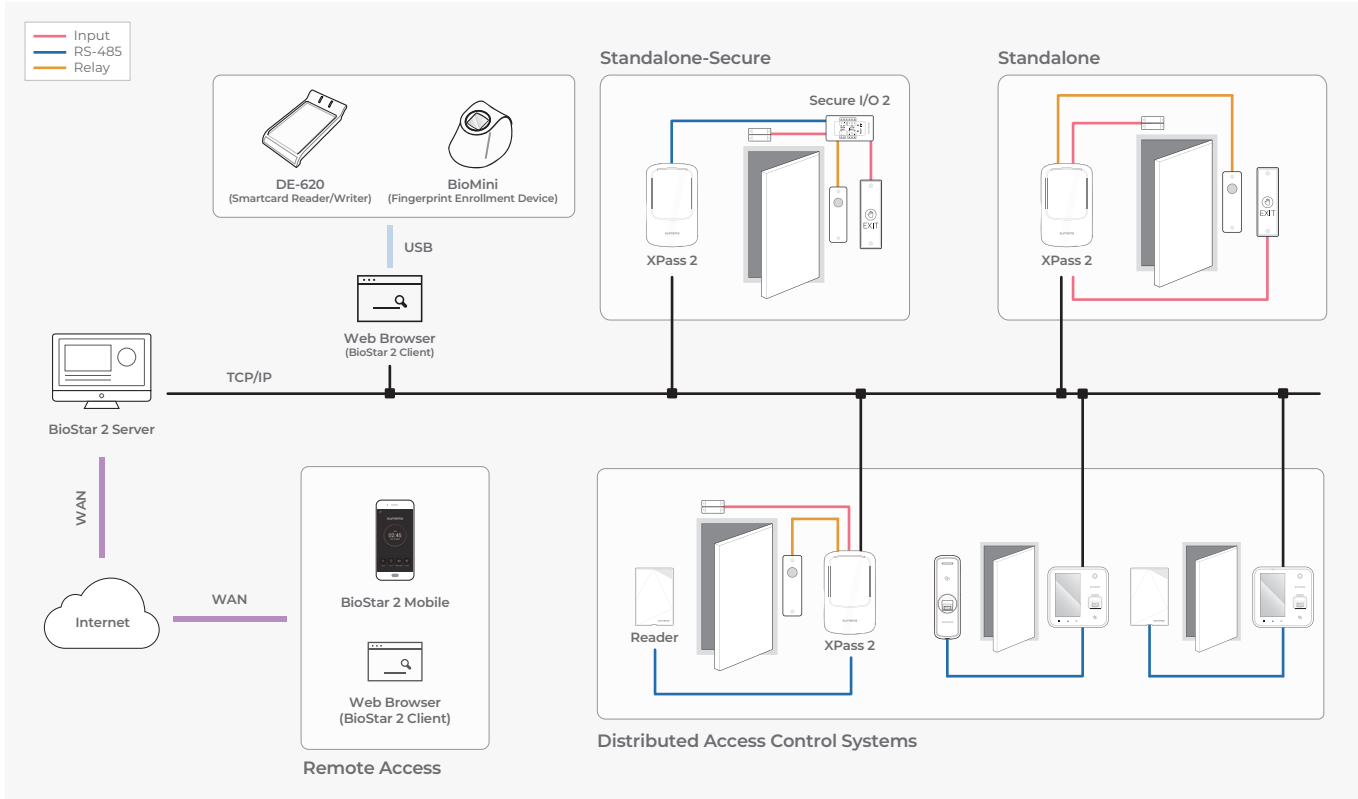 Input
RS-485
Relay
DE-620
(Smartcard Reader/Writer)
BioMini
(Fingerprint Enrollment Device)
USB
Web Browser
(BioStar 2 Client)
Standalone-Secure
Secure I/O 2
EXIT
XPass 2
Standalone
EXIT
XPass 2
TCP/IP
BioStar 2 Server
WAN
Internet
WAN
02:45
BioStar 2 Mobile
Web Browser
(BioStar 2 Client)
Remote Access
Reader
XPass 2
Distributed Access Control Systems